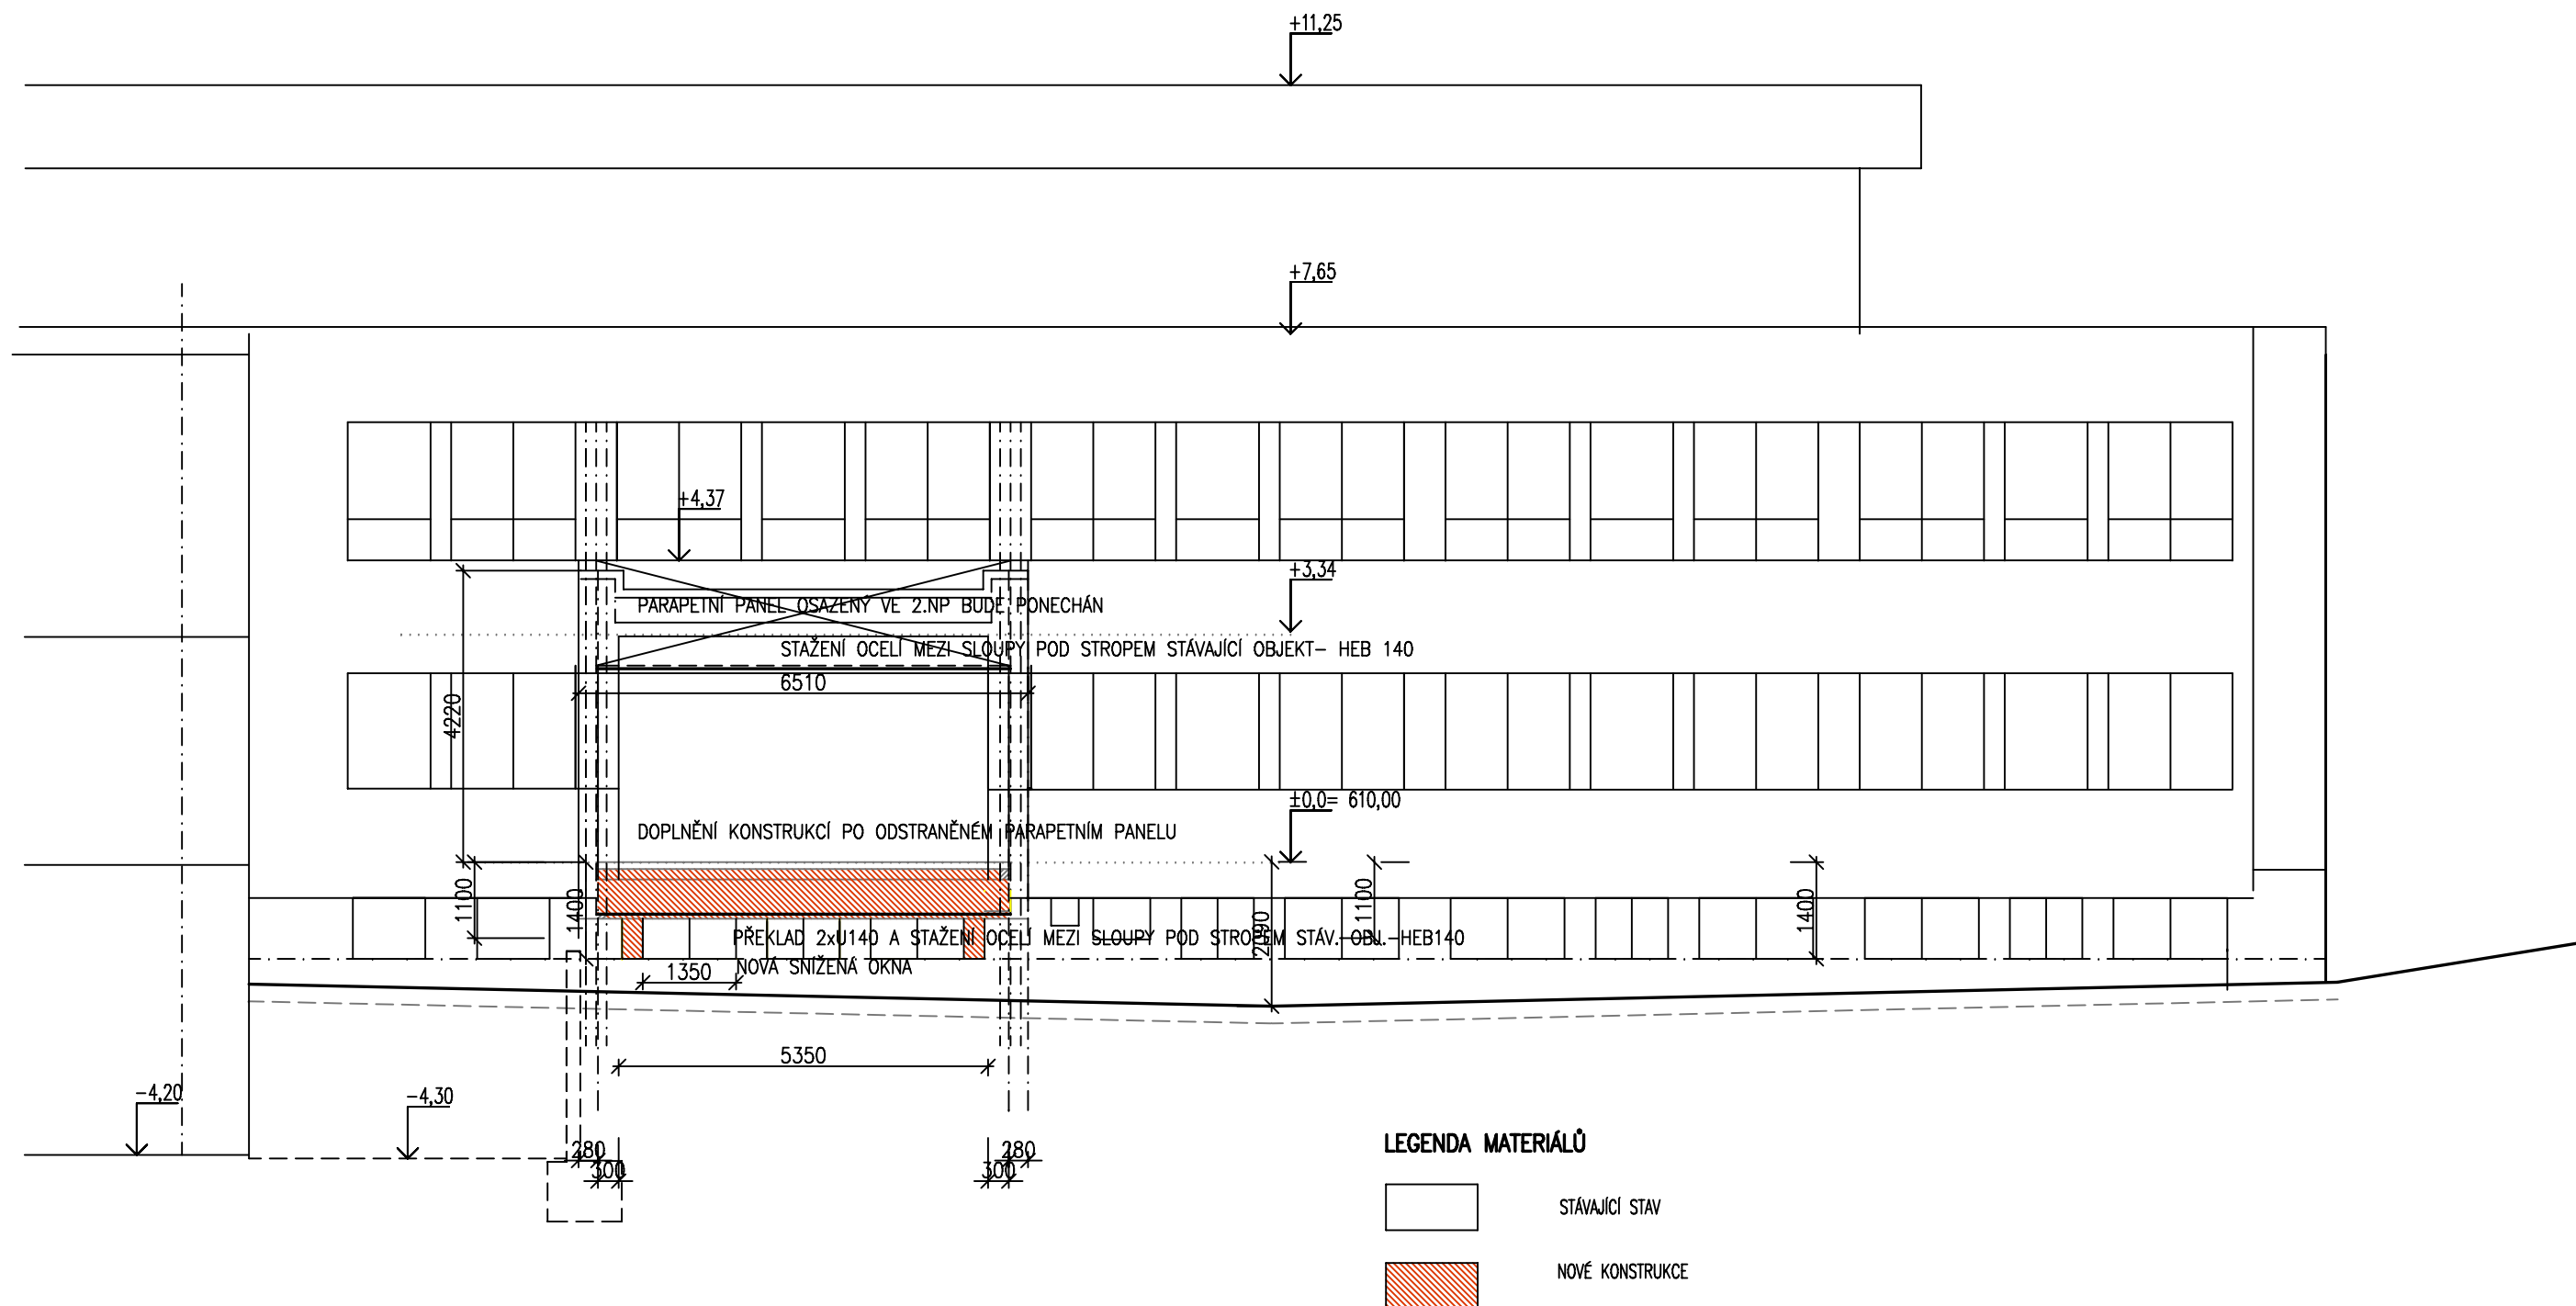 +11,25
+7,65
+4,37
+3,34
PARAPETNÍ PANEL OSAZENÝ VE 2.NP BUDE PONECHÁN
STAŽENÍ OCELÍ MEZI SLOUPY POD STROPEM STÁVAJÍCÍ OBJEKT- HEB 140
6510
4220
±0,0= 610,00
DOPLNĚNÍ KONSTRUKCÍ PO ODSTRANĚNÉM PARAPETNÍM PANELU
1100
1400
2090
1100
1400
PŘEKLAD 2xU140 A STAŽENÍ OCELÍ MEZI SLOUPY POD STROPEM STÁV. OBJ.-HEB140
NOVÁ SNÍŽENÁ OKNA
1350
5350
-4,20
-4,30
280
300
280
300
LEGENDA MATERIÁLŮ
STÁVAJÍCÍ STAV
NOVÉ KONSTRUKCE